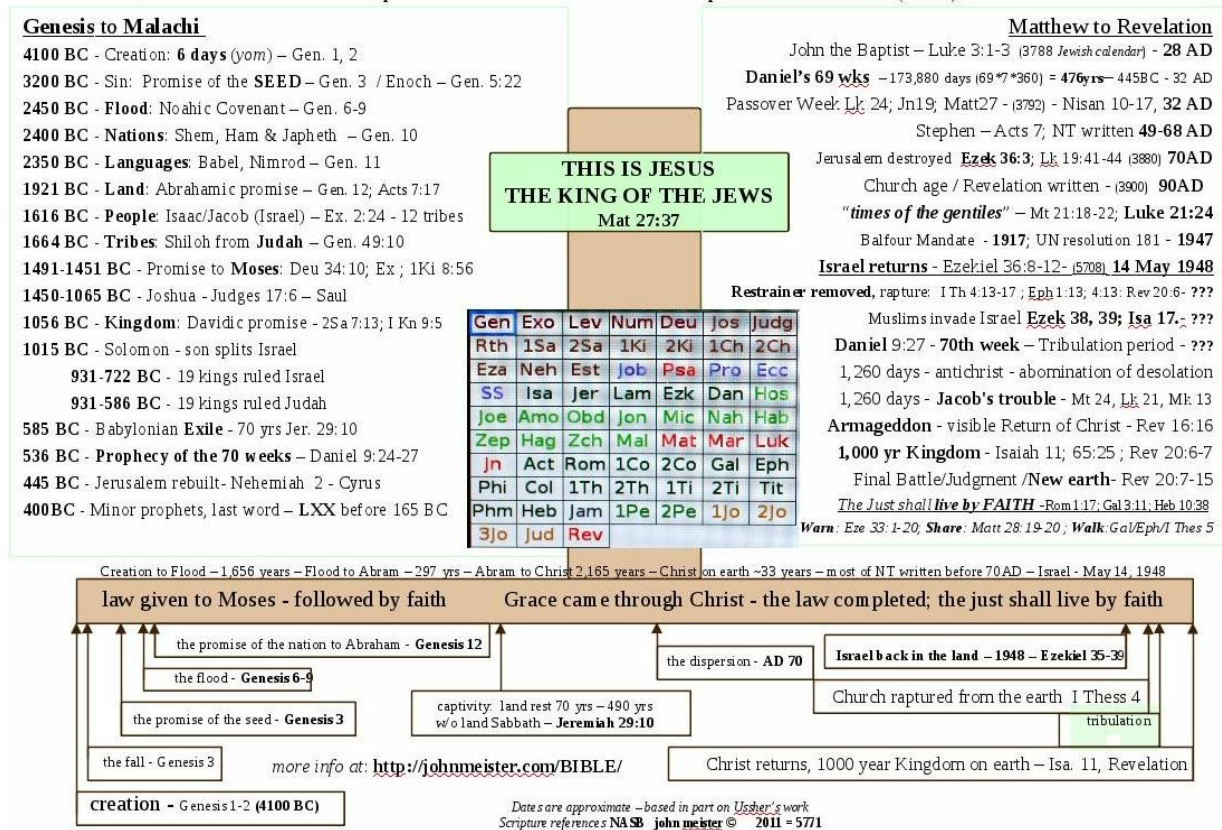 Genesis to Malachi
4100 BC - Creation: 6 days (yom) – Gen. 1, 2
3200 BC - Sin: Promise of the SEED – Gen. 3 / Enoch – Gen. 5:22
2450 BC - Flood: Noahic Covenant – Gen. 6-9
2400 BC - Nations: Shem, Ham & Japheth – Gen. 10
2350 BC - Languages: Babel, Nimrod – Gen. 11
1921 BC - Land: Abrahamic promise – Gen. 12; Acts 7:17
1616 BC - People: Isaac/Jacob (Israel) – Ex. 2:24 - 12 tribes
1664 BC - Tribes: Shiloh from Judah – Gen. 49:10
1491-1451 BC - Promise to Moses: Deu 34:10; Ex ; 1Ki 8:56
1450-1065 BC - Joshua - Judges 17:6 – Saul
1056 BC - Kingdom: Davidic promise - 2Sa 7:13; I Kn 9:5
1015 BC - Solomon - son splits Israel
931-722 BC - 19 kings ruled Israel
931-586 BC - 19 kings ruled Judah
585 BC - Babylonian Exile - 70 yrs Jer. 29:10
536 BC - Prophecy of the 70 weeks – Daniel 9:24-27
445 BC - Jerusalem rebuilt- Nehemiah 2 - Cyrus
400BC - Minor prophets, last word – LXX before 165 BC
THIS IS JESUS
THE KING OF THE JEWS
Mat 27:37
Gen Exo Lev Num Deu Jos Judg
Rth 1Sa 2Sa 1Ki 2Ki 1Ch 2Ch
Eza Neh Est Job Psa Pro Ecc
SS Isa Jer Lam Ezk Dan Hos
Joe Amo Obd Jon Mic Nah Hab
Zep Hag Zch Mal Mat Mar Luk
Jn Act Rom 1Co 2Co Gal Eph
Phi Col 1Th 2Th 1Ti 2Ti Tit
Phm Heb Jam 1Pe 2Pe 1Jo 2Jo
3Jo Jud Rev
Matthew to Revelation
John the Baptist – Luke 3:1-3 (3788 Jewish calendar) - 28 AD
Daniel's 69 wks – 173,880 days (69*7*360) = 476yrs– 445BC - 32 AD
Passover Week Lk 24; Jn19; Matt27 - (3792) - Nisan 10-17, 32 AD
Stephen – Acts 7; NT written 49-68 AD
Jerusalem destroyed Ezek 36:3; Lk 19:41-44 (3880) 70AD
Church age / Revelation written - (3900) 90AD
"times of the gentiles" – Mt 21:18-22; Luke 21:24
Balfour Mandate - 1917; UN resolution 181 - 1947
Israel returns - Ezekiel 36:8-12- (5708) 14 May 1948
Restrainer removed, rapture: I Th 4:13-17 ; Eph 1:13; 4:13: Rev 20:6- ???
Muslims invade Israel Ezek 38, 39; Isa 17.- ???
Daniel 9:27 - 70th week – Tribulation period - ???
1,260 days - antichrist - abomination of desolation
1,260 days - Jacob's trouble - Mt 24, Lk 21, Mk 13
Armageddon - visible Return of Christ - Rev 16:16
1,000 yr Kingdom - Isaiah 11; 65:25 ; Rev 20:6-7
Final Battle/Judgment /New earth- Rev 20:7-15
The Just shall live by FAITH -Rom 1:17; Gal 3:11; Heb 10:38
Warn: Eze 33:1-20; Share: Matt 28:19-20 ; Walk:Gal/Eph/I Thes 5
Creation to Flood – 1,656 years – Flood to Abram – 297 yrs – Abram to Christ 2,165 years – Christ on earth ~33 years – most of NT written before 70AD – Israel - May 14, 1948
law given to Moses - followed by faith Grace came through Christ - the law completed; the just shall live by faith
the promise of the nation to Abraham - Genesis 12
the flood - Genesis 6-9
the promise of the seed - Genesis 3
the fall - Genesis 3
creation - Genesis 1-2 (4100 BC)
captivity: land rest 70 yrs – 490 yrs
w/o land Sabbath – Jeremiah 29:10
the dispersion - AD 70
Israel back in the land – 1948 – Ezekiel 35-39
Church raptured from the earth I Thess 4
tribulation
Christ returns, 1000 year Kingdom on earth – Isa. 11, Revelation
more info at: http://johnmeister.com/BIBLE/
Dates are approximate – based in part on Ussher's work
Scripture references NASB john meister © 2011 = 5771